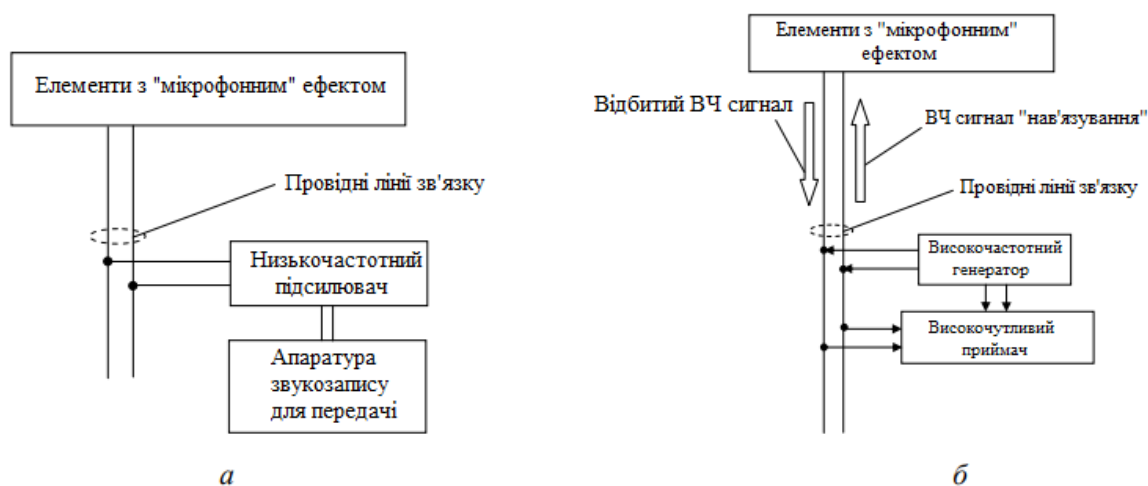 Елементи з "мікрофонним" ефектом
Провідні лінії зв'язку
Низькочастотний
підсилювач
Апаратура
звукозапису
для передачі
а
Елементи з "мікрофонним"
ефектом
Відбитий ВЧ сигнал
ВЧ сигнал "нав'язування"
Провідні лінії зв'язку
Високочастотний
генератор
Високочутливий
приймач
б